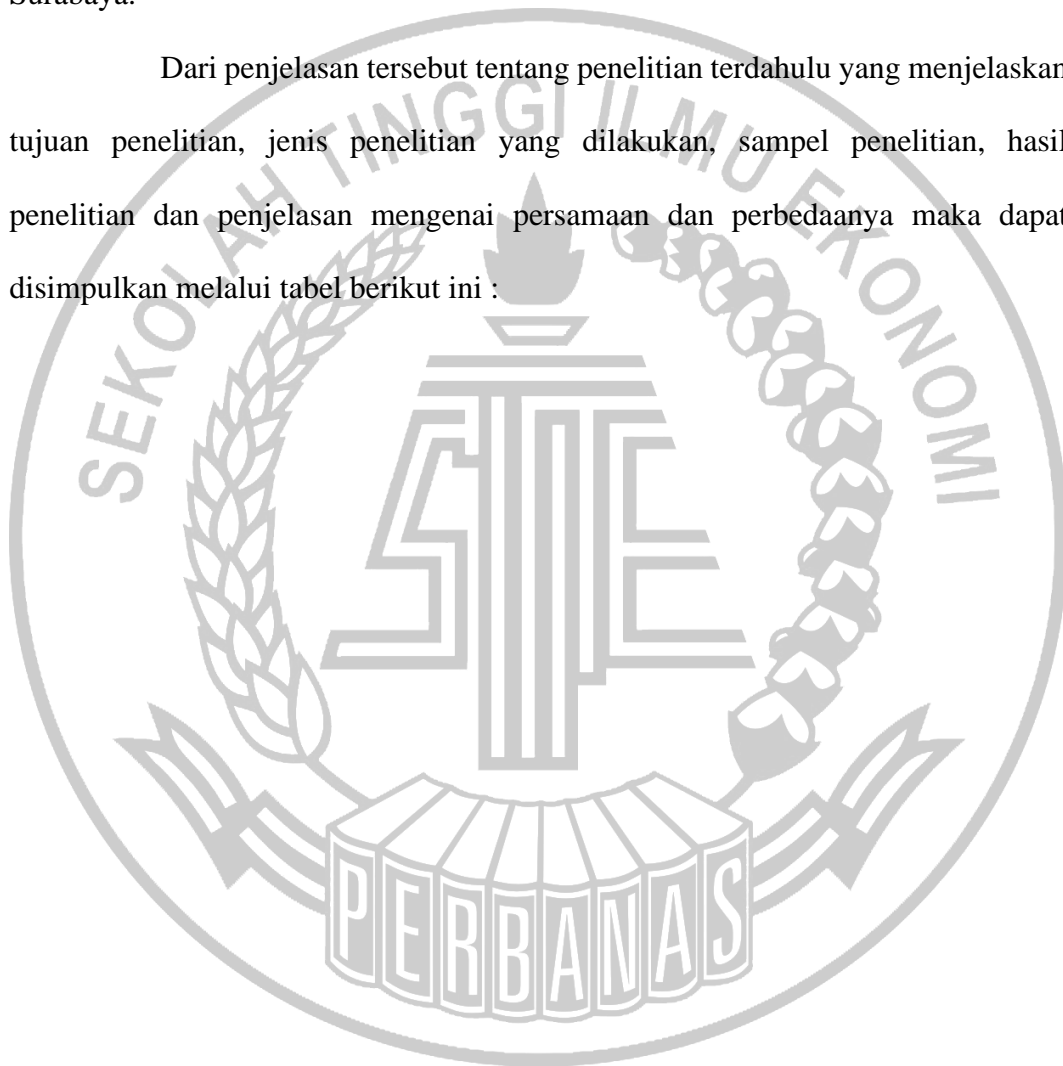 Surabaya.
Dari penjelasan tersebut tentang penelitian terdahulu yang menjelaskan
tujuan penelitian, jenis penelitian yang dilakukan, sampel penelitian, hasil
penelitian dan penjelasan mengenai persamaan dan perbedaanya maka dapat
disimpulkan melalui tabel berikut ini :
SEKOLAH TINGGI ILMU EKONOMI
STIE
PERBANAS